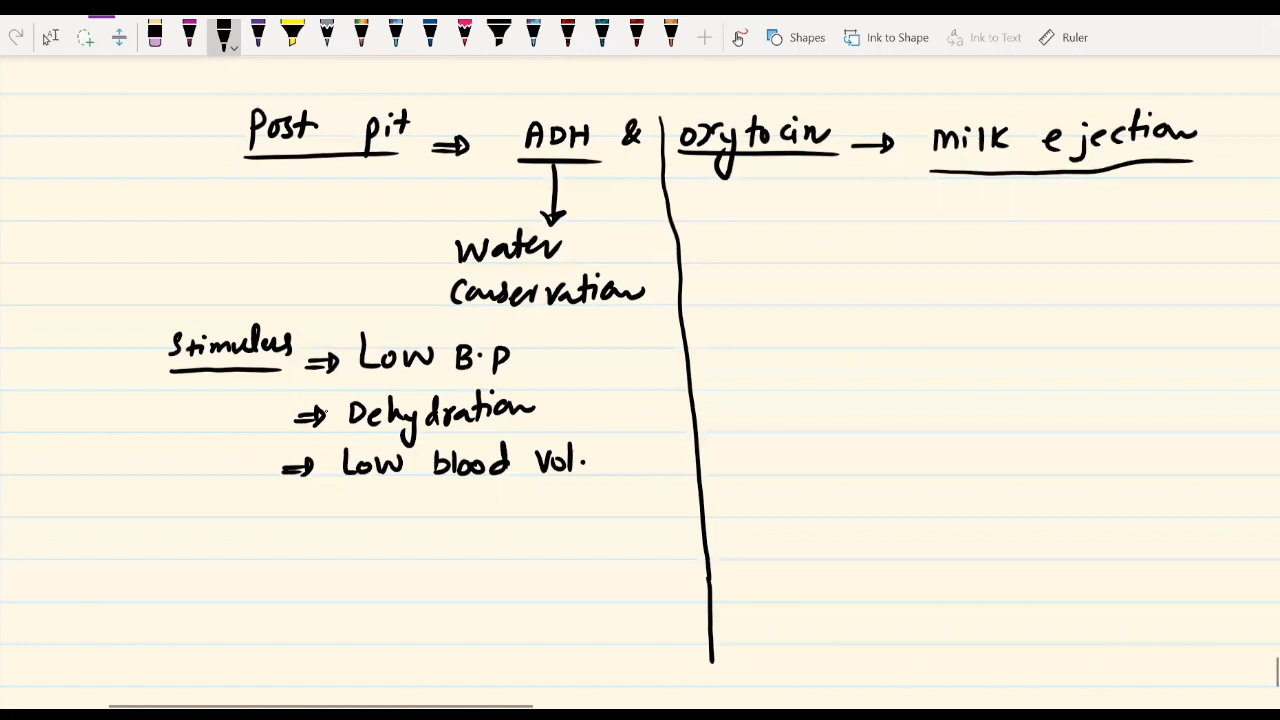 Shapes Ink to Shape Ink to Text Ruler
Post pit ⇒ ADH & oxytocin → milk ejection
Water
Conservation
Stimulus ⇒ Low B.P
⇒ Dehydration
⇒ Low blood Vol.